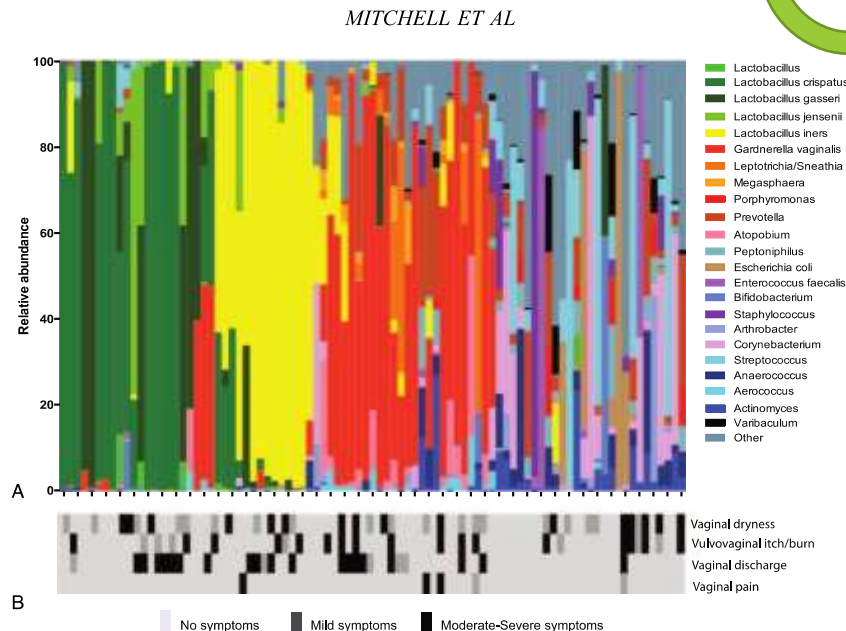 MITCHELL ET AL
100
80
60
40
20
0
Relative abundance
A
Lactobacillus
Lactobacillus crispatus
Lactobacillus gasseri
Lactobacillus jensenii
Lactobacillus iners
Gardnerella vaginalis
Leptotrichia/Sneathia
Megasphaera
Porphyromonas
Prevotella
Atopobium
Peptoniphilus
Escherichia coli
Enterococcus faecalis
Bifidobacterium
Staphylococcus
Arthrobacter
Corynebacterium
Streptococcus
Anaerococcus
Aerococcus
Actinomyces
Varibaculum
Other
Vaginal dryness
Vulvovaginal itch/burn
Vaginal discharge
Vaginal pain
B
No symptoms
Mild symptoms
Moderate-Severe symptoms